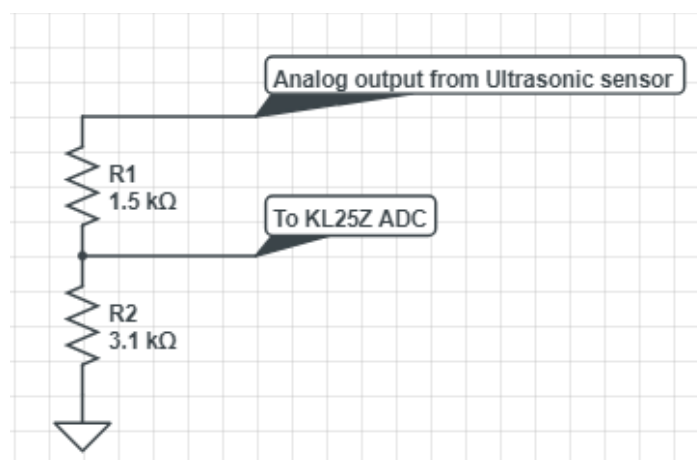 Analog output from Ultrasonic sensor
R1
1.5 kΩ
To KL25Z ADC
R2
3.1 kΩ